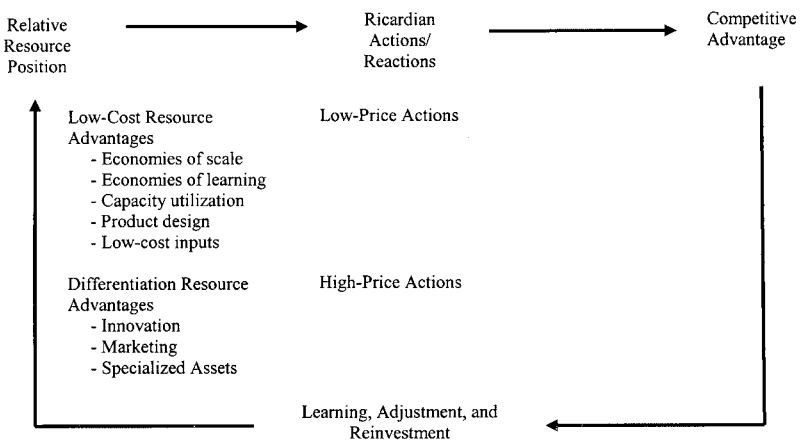 Relative
Resource
Position
Ricardian
Actions/
Reactions
Competitive
Advantage
Low-Cost Resource
Advantages
- Economies of scale
- Economies of learning
- Capacity utilization
- Product design
- Low-cost inputs
Low-Price Actions
Differentiation Resource
Advantages
- Innovation
- Marketing
- Specialized Assets
High-Price Actions
Learning, Adjustment, and
Reinvestment